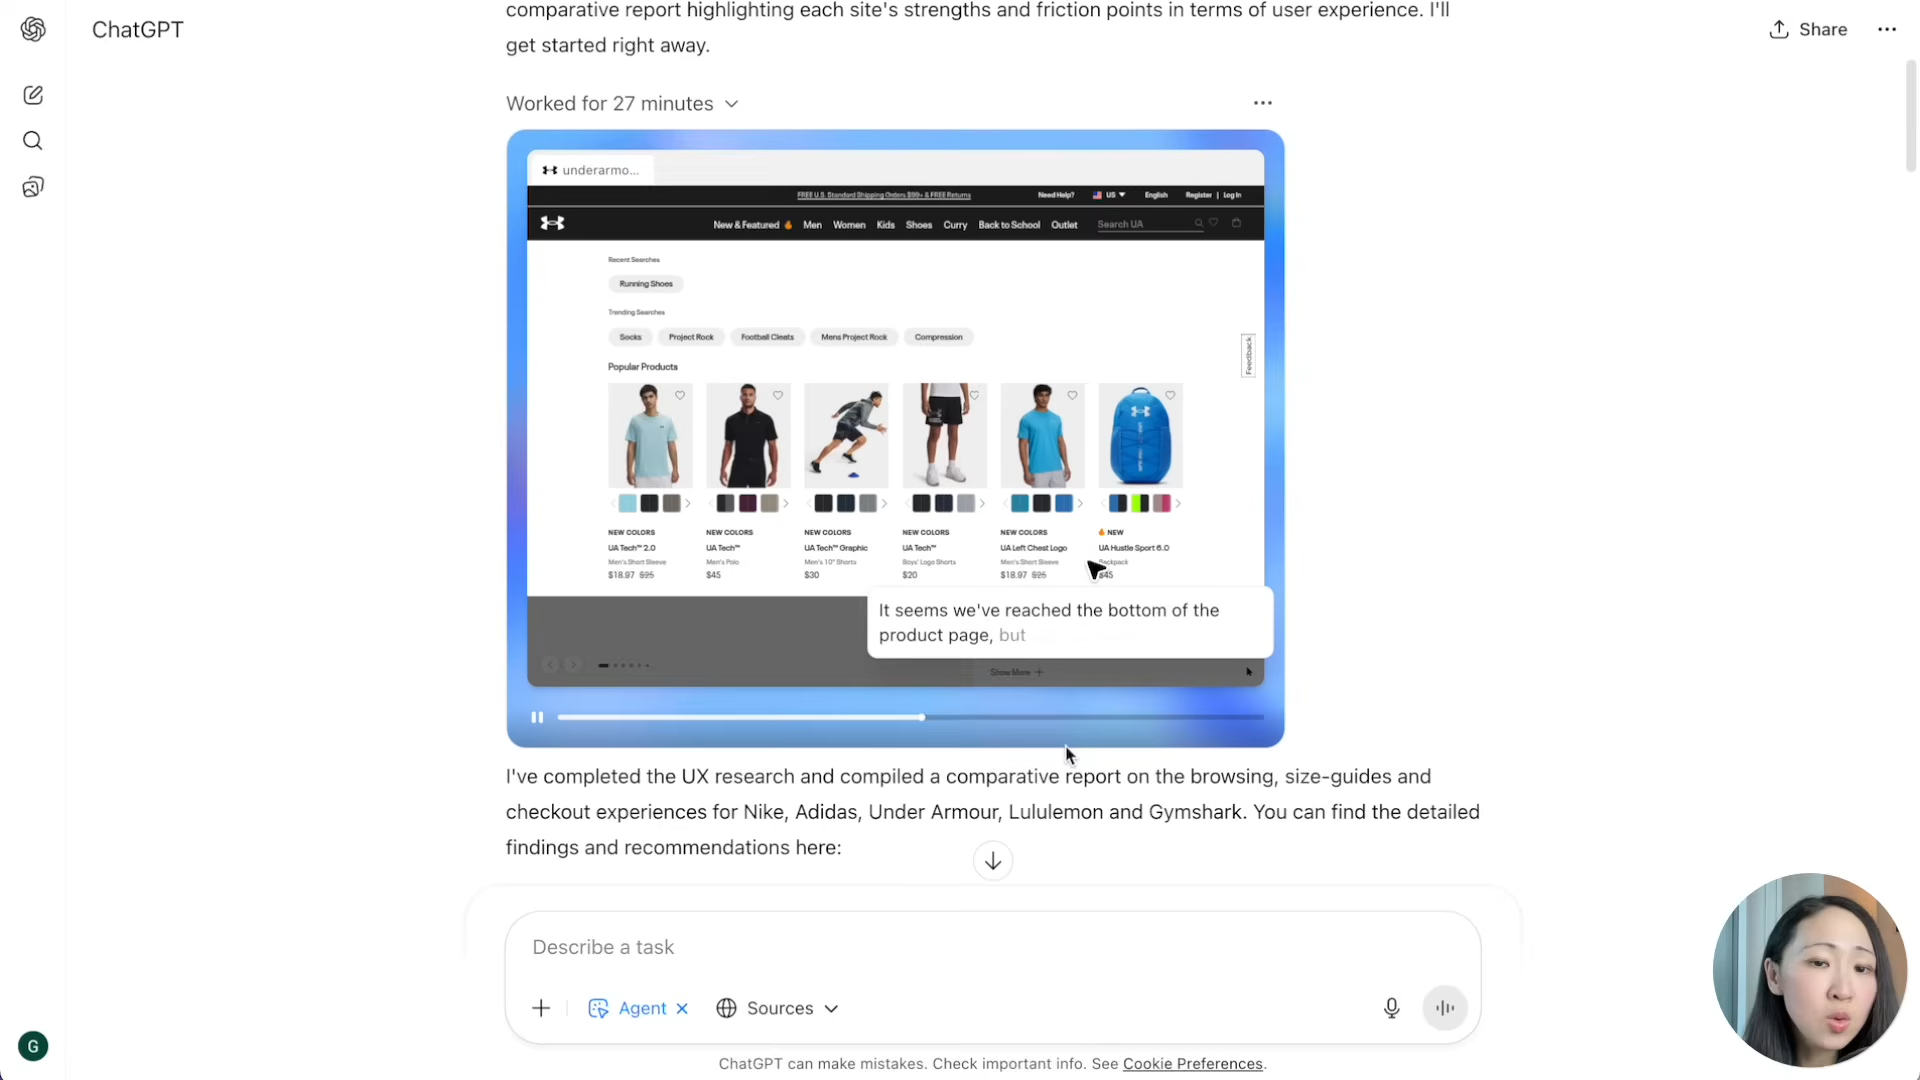 ChatGPT
comparative report highlighting each site's strengths and friction points in terms of user experience. I'll
get started right away.
Share
Worked for 27 minutes
underarmo...
FREE U.S. Standard Shipping Orders $99+ & FREE Returns
Need Help?
US
English
Register | Log In
New & Featured
Men
Women
Kids
Shoes
Curry
Back to School
Outlet
Search UA
Recent Searches
Running Shoes
Trending Searches
Socks
Project Rock
Football Cleats
Mens Project Rock
Compression
Feedback
Popular Products
NEW COLORS
UA Tech™ 2.0
Men's Short Sleeve
$18.97 $25
NEW COLORS
UA Tech™
Men's Polo
$45
NEW COLORS
UA Tech™ Graphic
Men's 10" Shorts
$30
NEW COLORS
UA Tech™
Boys' Logo Shorts
$20
NEW COLORS
UA Left Chest Logo
Men's Short Sleeve
$18.97 $25
NEW
UA Hustle Sport 6.0
Backpack
$45
It seems we've reached the bottom of the
product page, but
Show More +
I've completed the UX research and compiled a comparative report on the browsing, size-guides and
checkout experiences for Nike, Adidas, Under Armour, Lululemon and Gymshark. You can find the detailed
findings and recommendations here:
Describe a task
Agent
Sources
G
ChatGPT can make mistakes. Check important info. See Cookie Preferences.